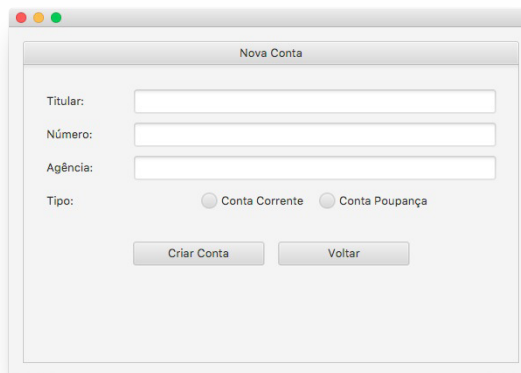 Nova Conta
Titular:
Número:
Agência:
Tipo: Conta Corrente Conta Poupança
Criar Conta Voltar